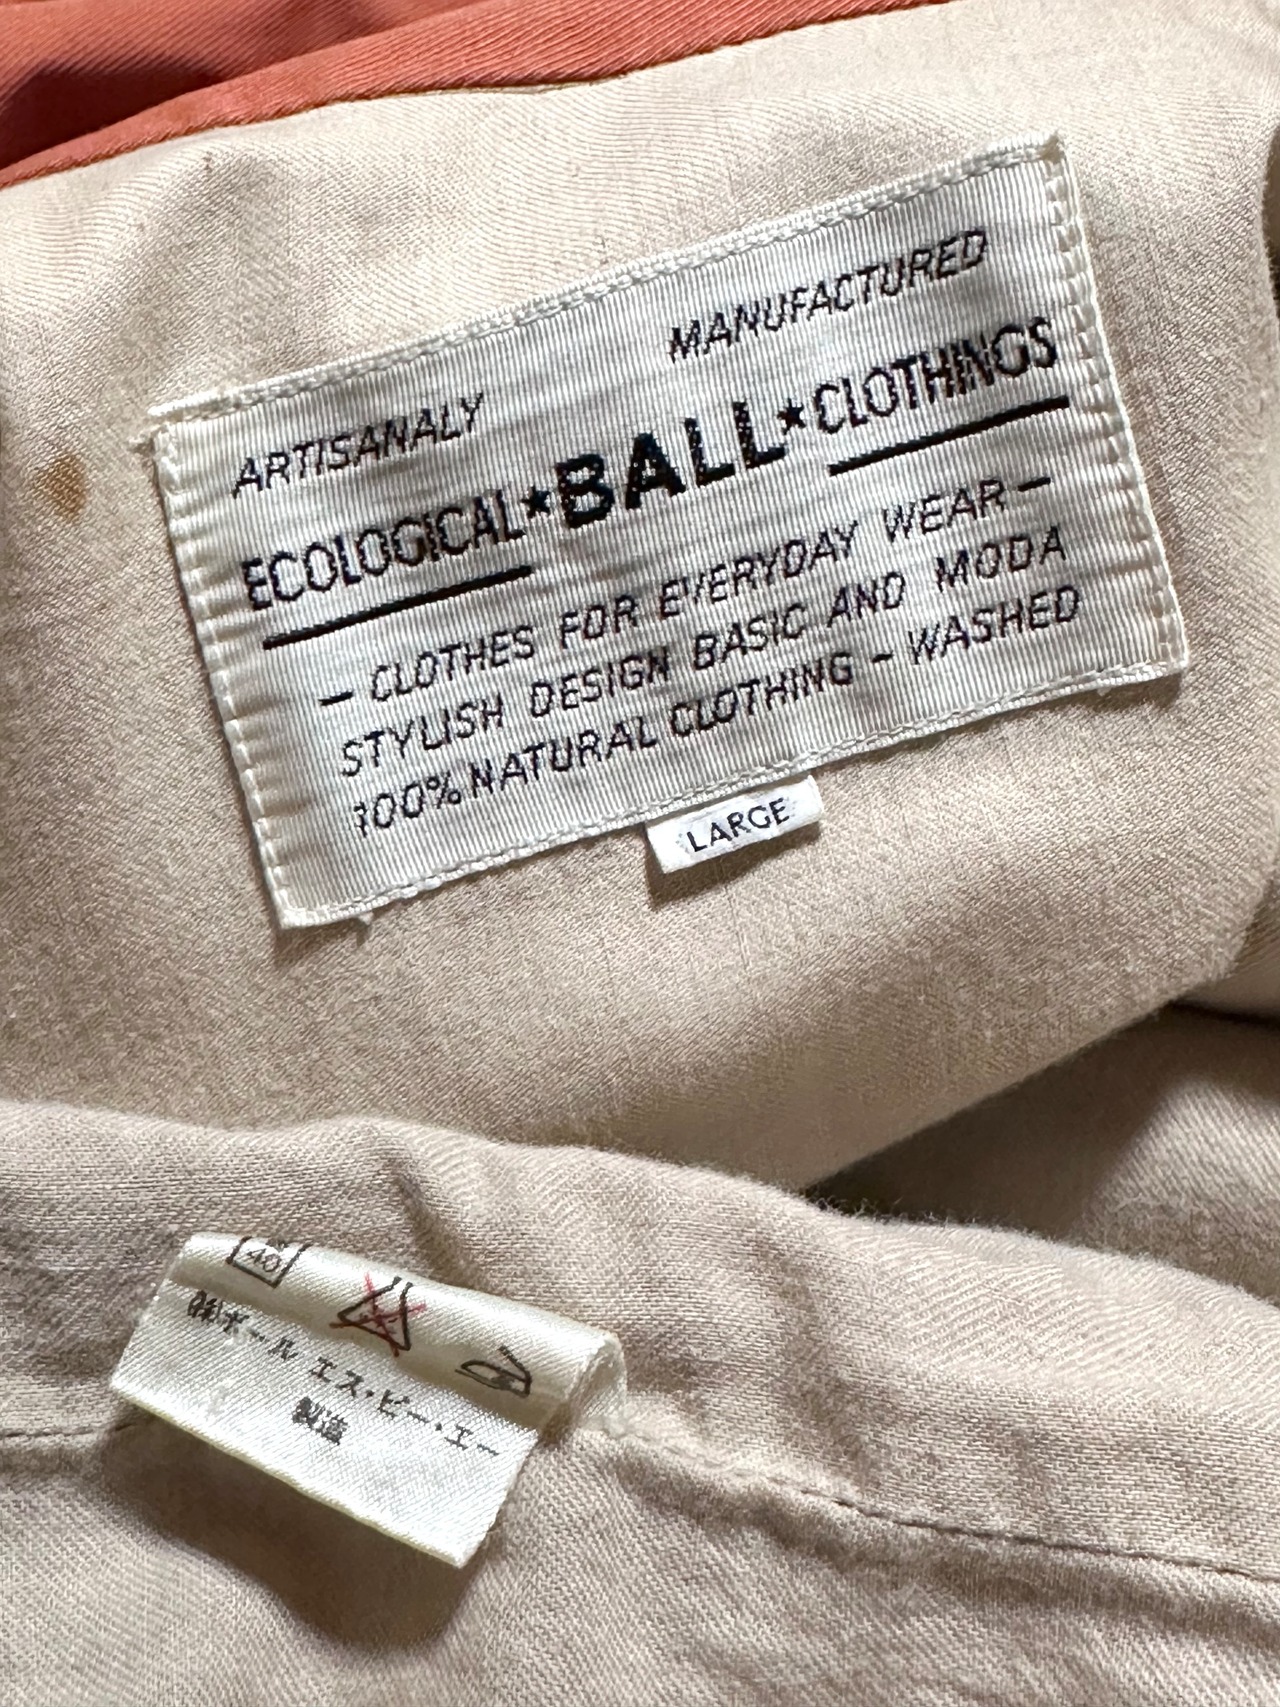 ARTISANALY MANUFACTURED
ECOLOGICAL★BALL★CLOTHINGS
– CLOTHES FOR EVERYDAY WEAR –
STYLISH DESIGN BASIC AND MODA
100% NATURAL CLOTHING – WASHED
LARGE
40
㈱ボール エス・ピー・エー
製造